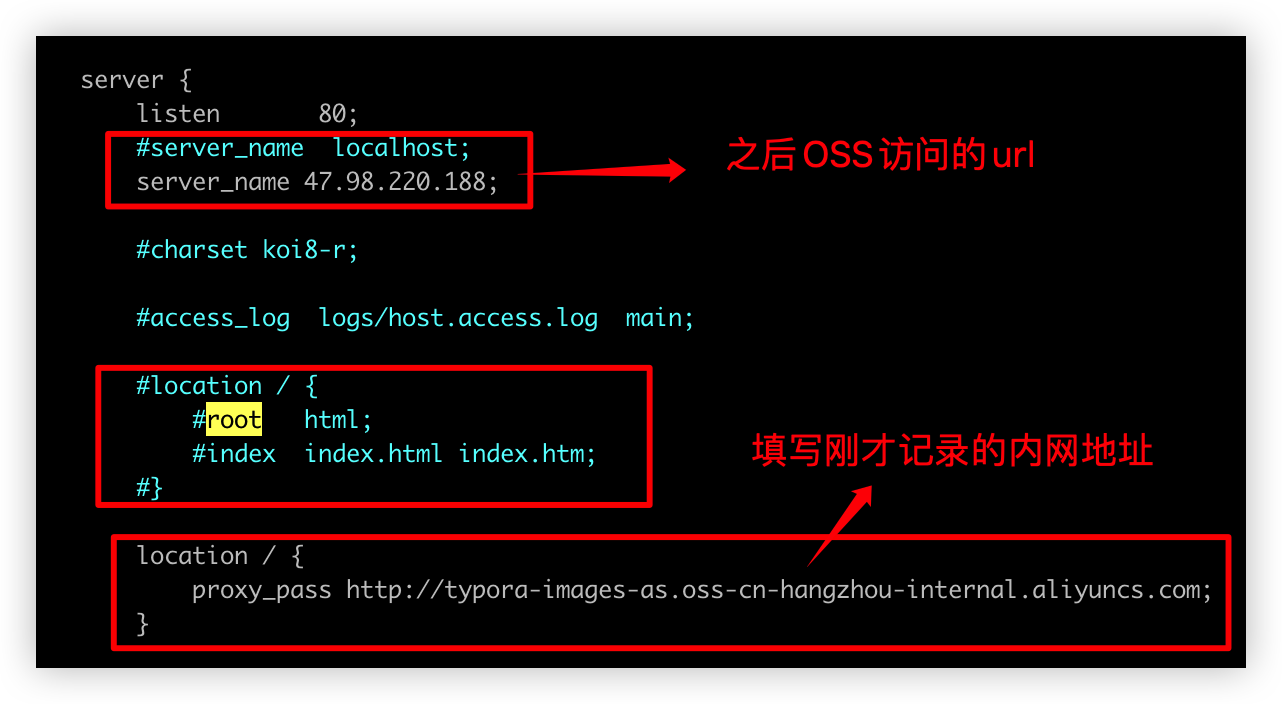 server {
listen 80;
#server_name localhost;
之后OSS访问的url
server_name 47.98.220.188;
#charset koi8-r;
#access_log logs/host.access.log main;
#location / {
#root html;
#index index.html index.htm;
填写刚才记录的内网地址
#}
location / {
proxy_pass http://typora-images-as.oss-cn-hangzhou-internal.aliyuncs.com;
}